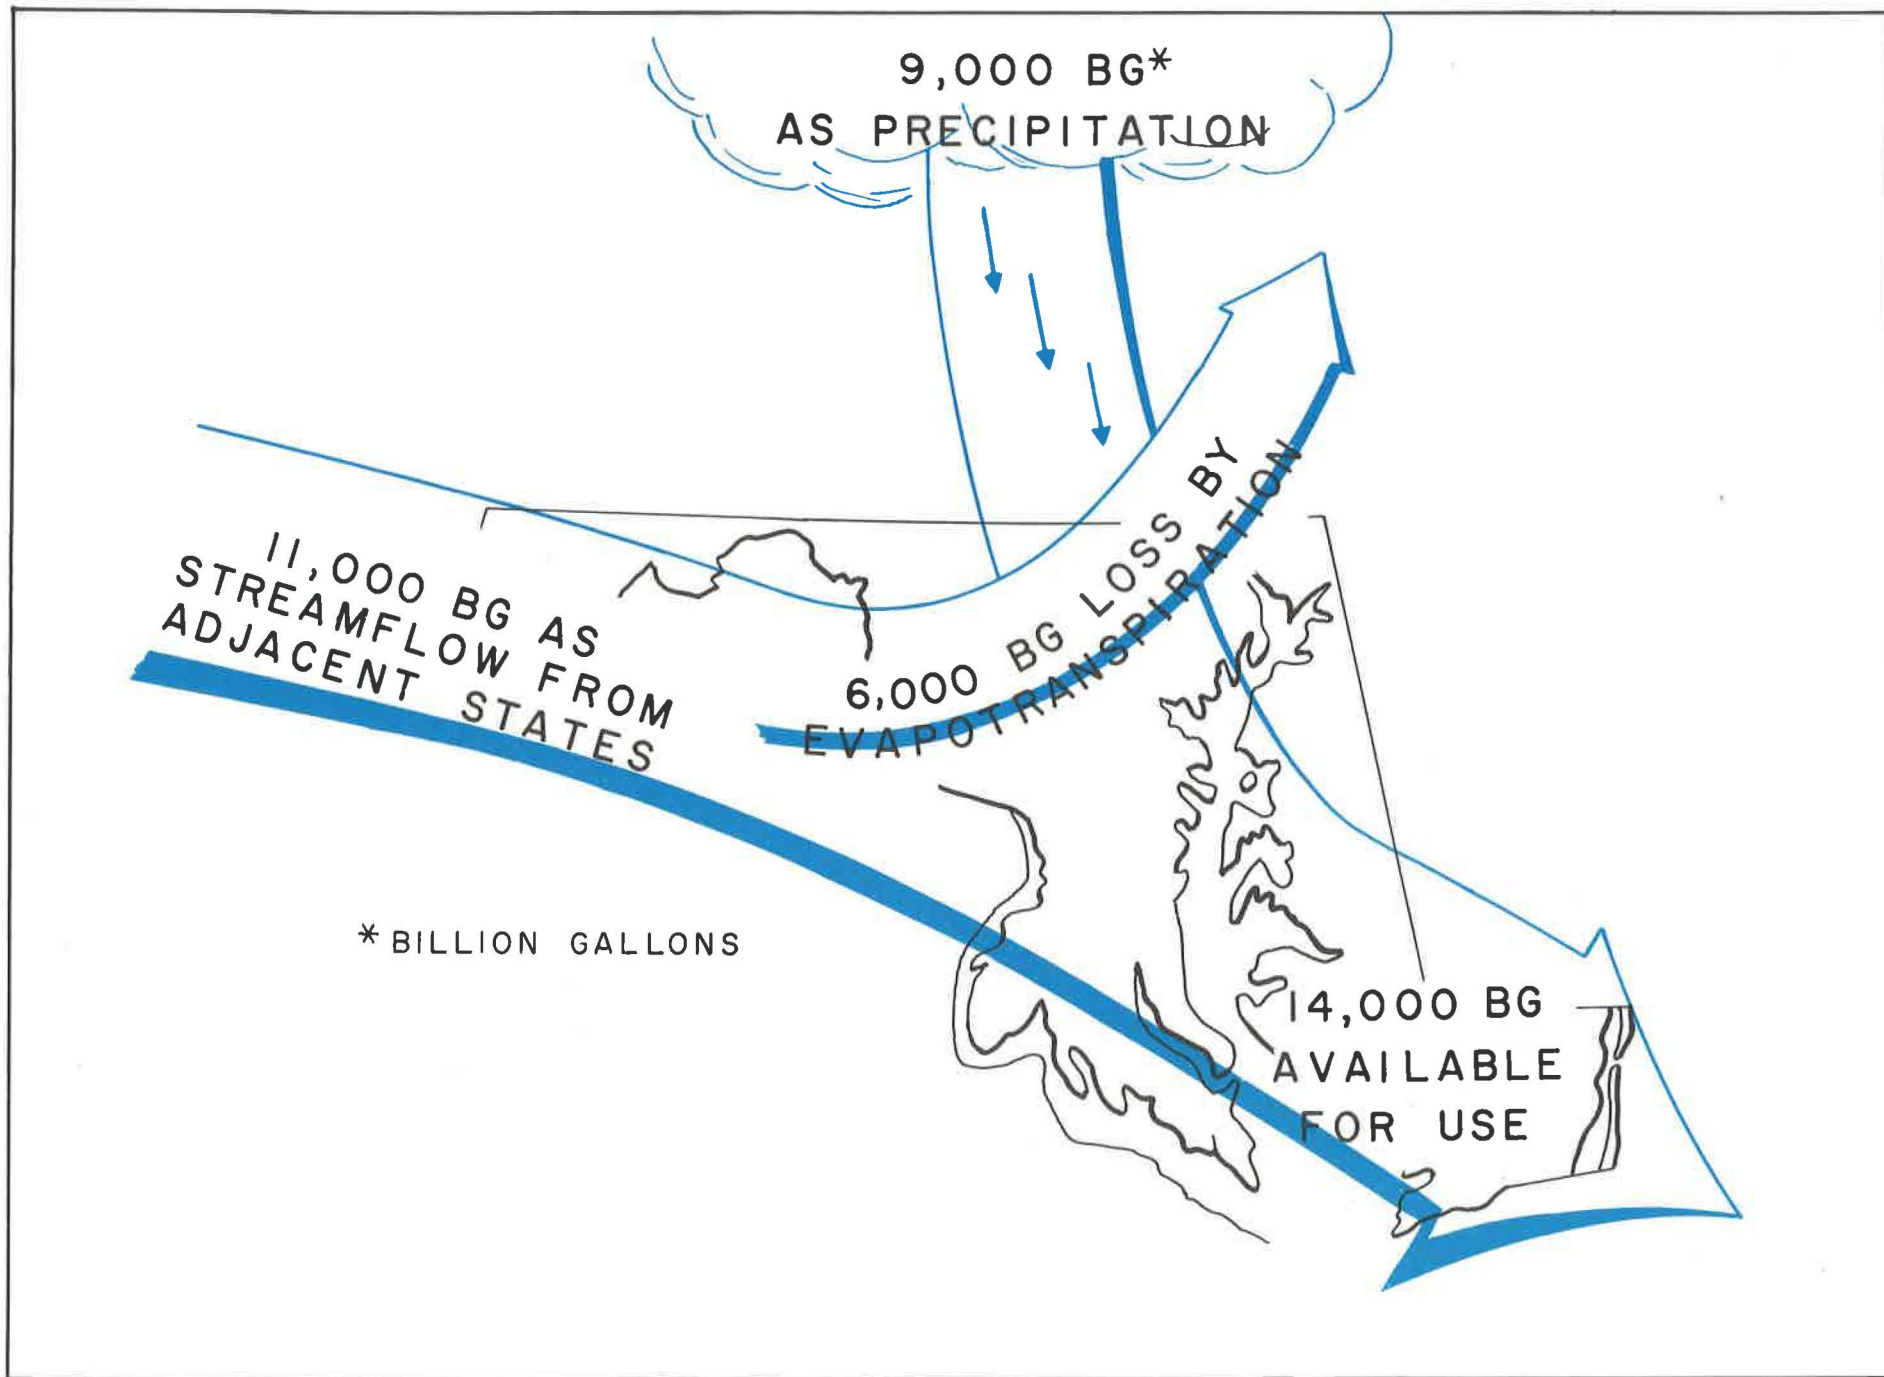 9,000 BG*
AS PRECIPITATION
11,000 BG AS
STREAMFLOW FROM
ADJACENT STATES
6,000 BG LOSS BY
EVAPOTRANSPIRATION
* BILLION GALLONS
14,000 BG
AVAILABLE
FOR USE